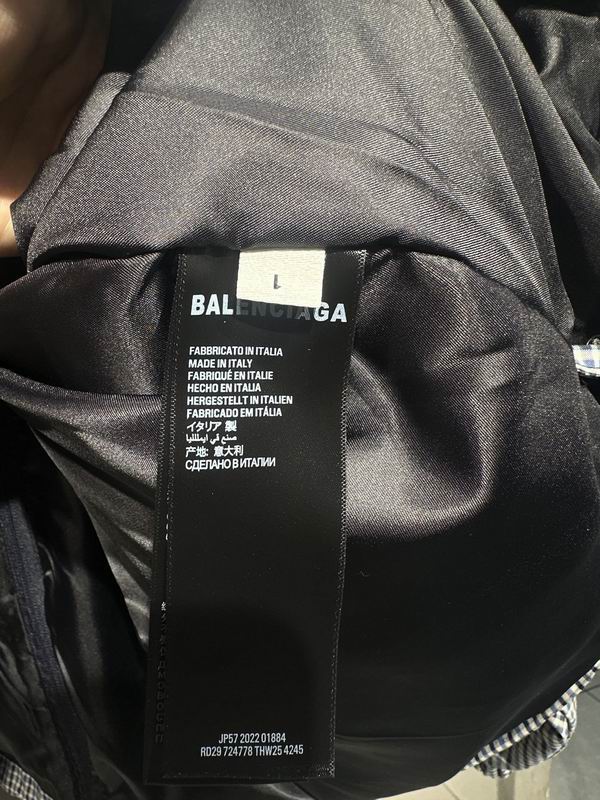 L
BALENCIAGA
FABBRICATO IN ITALIA
MADE IN ITALY
FABRIQUÉ EN ITALIE
HECHO EN ITALIA
HERGESTELLT IN ITALIEN
FABRICADO EM ITÁLIA
イタリア 製
صنع في ايطلليا
产地: 意大利
СДЕЛАНО В ИТАЛИИ
JP57 2022 01884
RD29 724778 THW25 4245